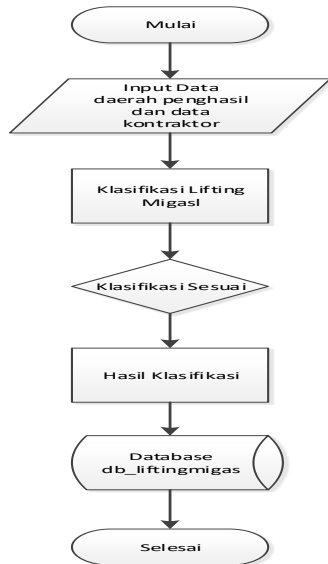 Mulai
Input Data
daerah penghasil
dan data
kontraktor
Klasifikasi Lifting
Migasl
Klasifikasi Sesuai
Hasil Klasifikasi
Database
db_liftingmigas
Selesai